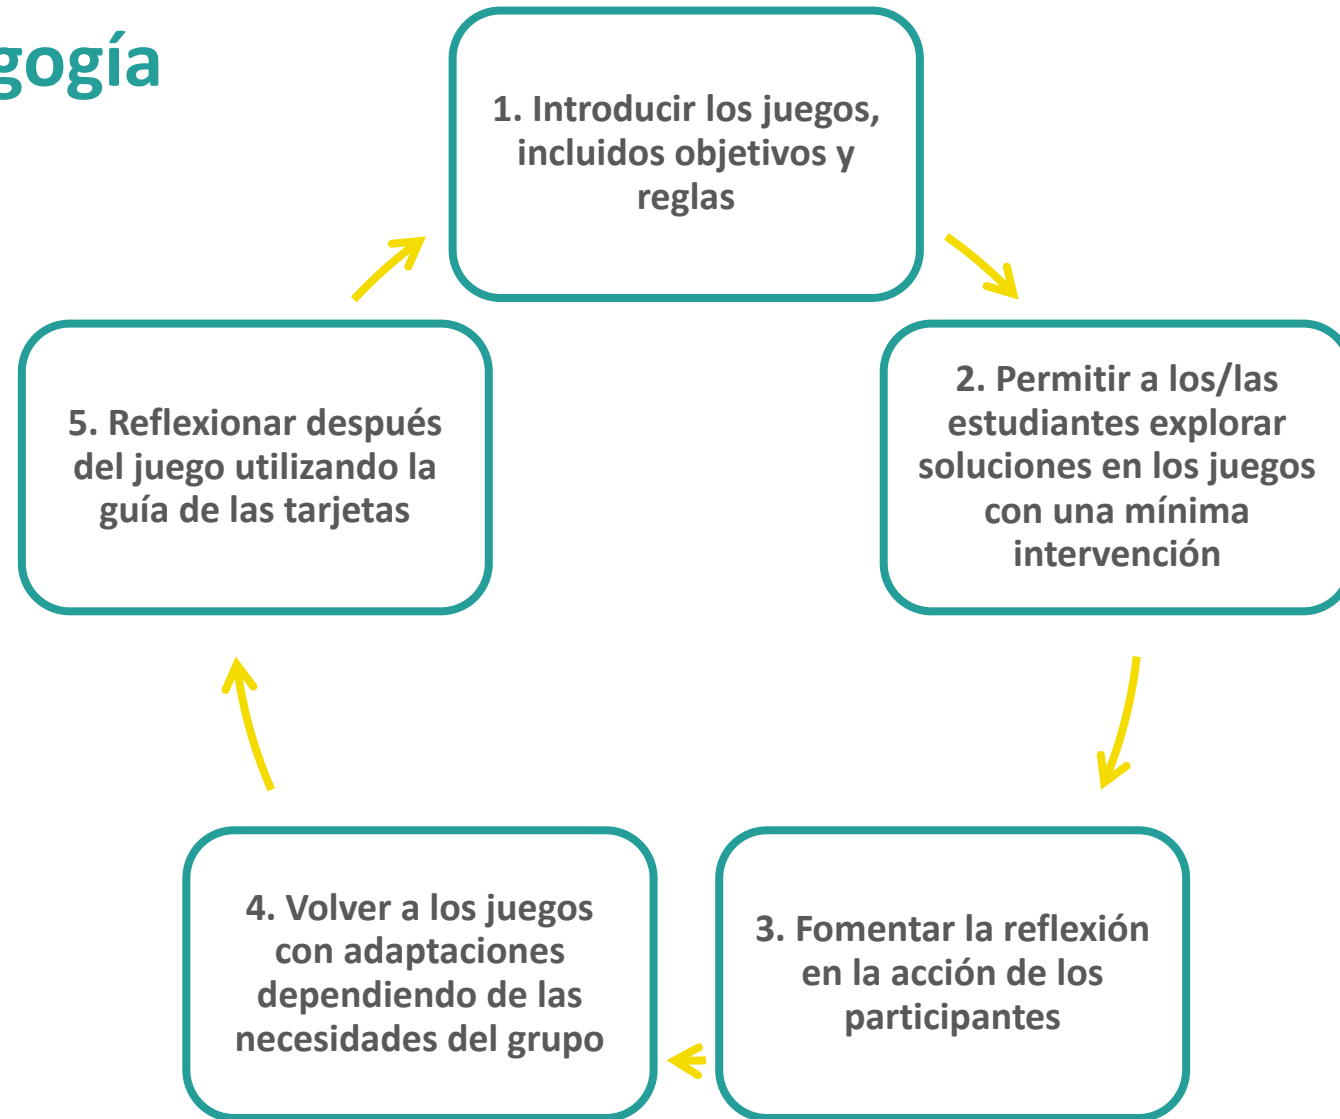 gogía
1. Introducir los juegos,
incluidos objetivos y
reglas
2. Permitir a los/las
estudiantes explorar
soluciones en los juegos
con una mínima
intervención
3. Fomentar la reflexión
en la acción de los
participantes
4. Volver a los juegos
con adaptaciones
dependiendo de las
necesidades del grupo
5. Reflexionar después
del juego utilizando la
guía de las tarjetas